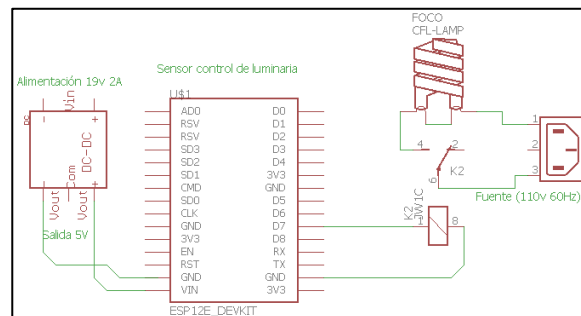 FOCO
CFL-LAMP
Alimentación 19v 2A
Sensor control de luminaria
U$1
Vin
DC-DC
Com
Vout
Vout
Salida 5V
AD0
RSV
RSV
SD3
SD2
SD1
CMD
SD0
CLK
GND
3V3
EN
RST
GND
VIN
D0
D1
D2
D3
D4
3V3
GND
D5
D6
D7
D8
RX
TX
GND
3V3
ESP12E_DEVKIT
4
2
6
K2
1
2
3
Fuente (110v 60Hz)
K2
JW1C
1
8